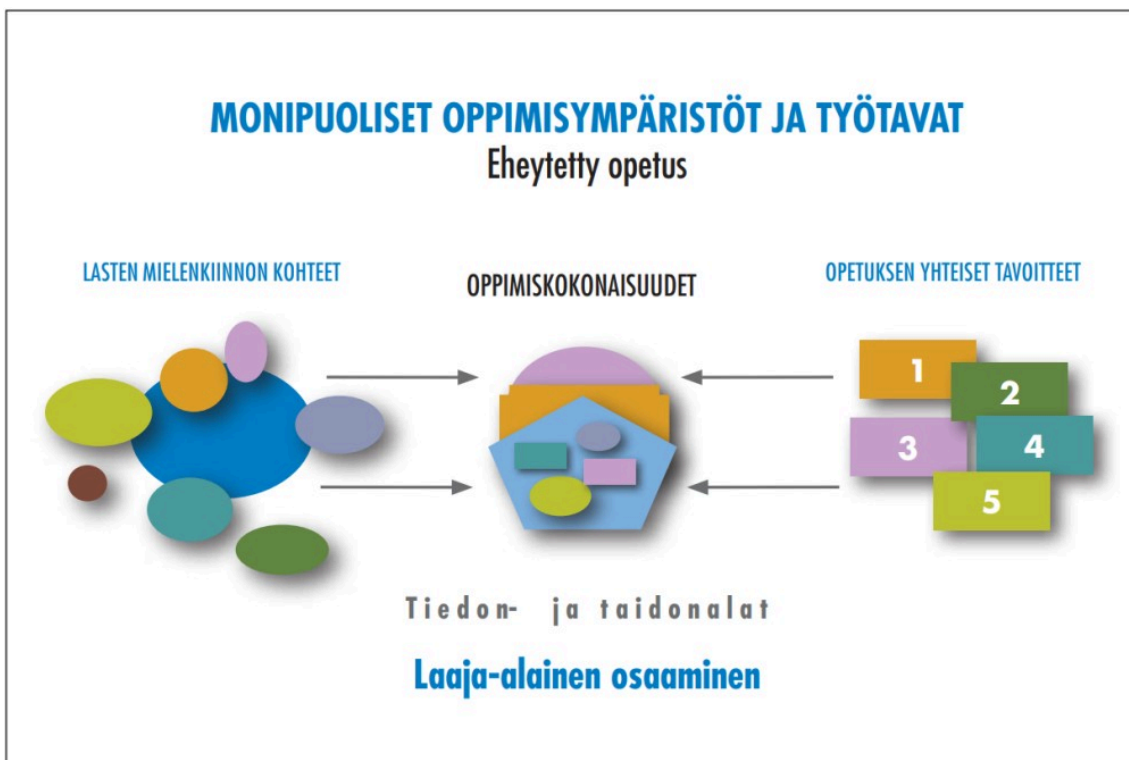 MONIPUOLISET OPPIMISYMPÄRISTÖT JA TYÖTAVAT
Eheytetty opetus
LASTEN MIELENKIINNON KOHTEET
OPPIMISKOKONAISUUDET
OPETUKSEN YHTEISET TAVOITTEET
1
2
3
4
5
Tiedon- ja taidonalat
Laaja-alainen osaaminen